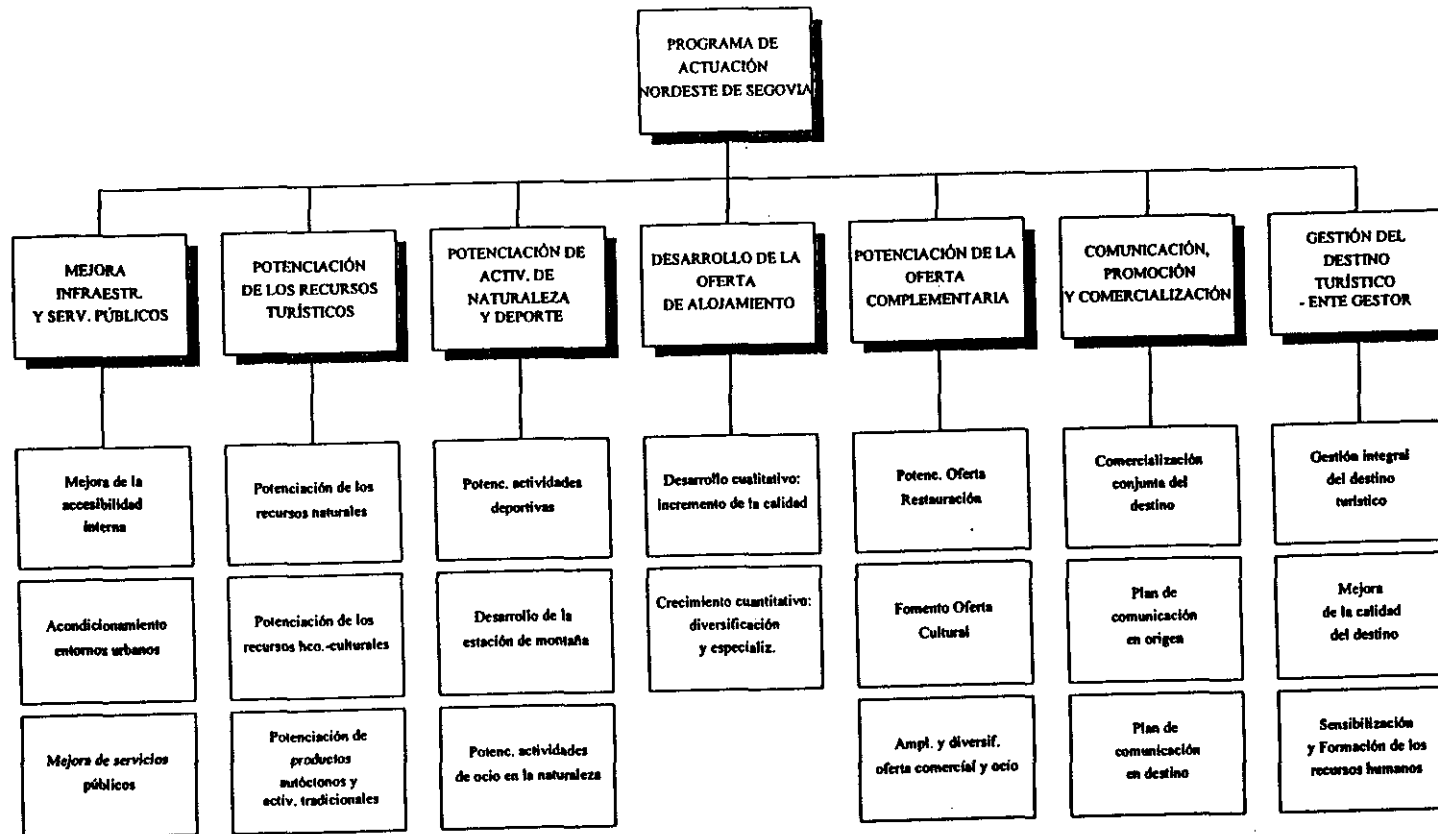 PROGRAMA DE
ACTUACIÓN
NORDESTE DE SEGOVIA
MEJORA
INFRAESTR.
Y SERV. PÚBLICOS
POTENCIACIÓN
DE LOS RECURSOS
TURÍSTICOS
POTENCIACIÓN DE
ACTIV. DE
NATURALEZA
Y DEPORTE
DESARROLLO DE LA
OFERTA
DE ALOJAMIENTO
POTENCIACIÓN DE LA
OFERTA
COMPLEMENTARIA
COMUNICACIÓN,
PROMOCIÓN
Y COMERCIALIZACIÓN
GESTIÓN DEL
DESTINO
TURÍSTICO
- ENTE GESTOR
Mejora de la
accesibilidad
interna
Potenciación de los
recursos naturales
Potenc. actividades
deportivas
Desarrollo cualitativo:
incremento de la calidad
Potenc. Oferta
Restauración
Comercialización
conjunta del
destino
Gestión integral
del destino
turístico
Acondicionamiento
entornos urbanos
Potenciación de los
recursos hco.-culturales
Desarrollo de la
estación de montaña
Crecimiento cuantitativo:
diversificación
y especializ.
Fomento Oferta
Cultural
Plan de
comunicación
en origen
Mejora
de la calidad
del destino
Mejora de servicios
públicos
Potenciación de
productos
autóctonos y
activ. tradicionales
Potenc. actividades
de ocio en la naturaleza
Ampl. y diversif.
oferta comercial y ocio
Plan de
comunicación
en destino
Sensibilización
y Formación de los
recursos humanos